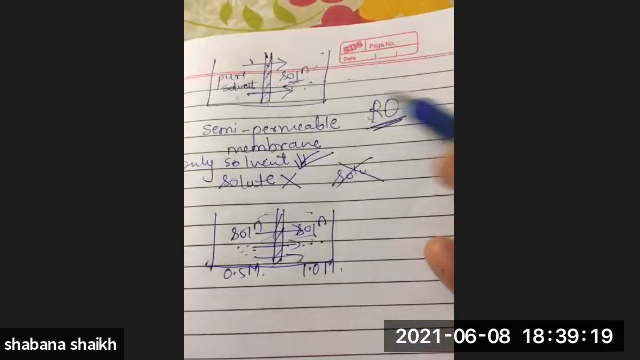 SDS
Page No.
Date
pure solvent
solⁿ
semi-permeable
RO
membrane
only solvent
solute X
solⁿ
solⁿ
0.5M.
1.0M.
shabana shaikh
2021-06-08 18:39:19